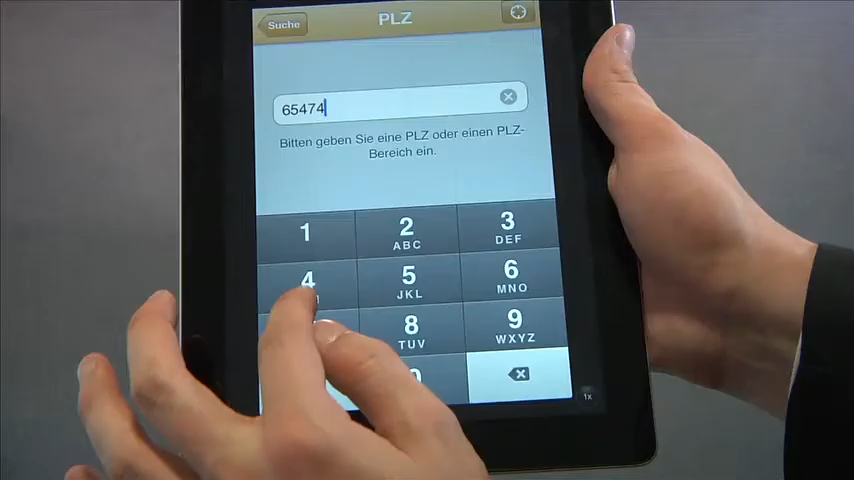 Suche
PLZ
65474
Bitten geben Sie eine PLZ oder einen PLZ-
Bereich ein.
1
2
ABC
3
DEF
4
5
JKL
6
MNO
8
TUV
9
WXYZ
1x